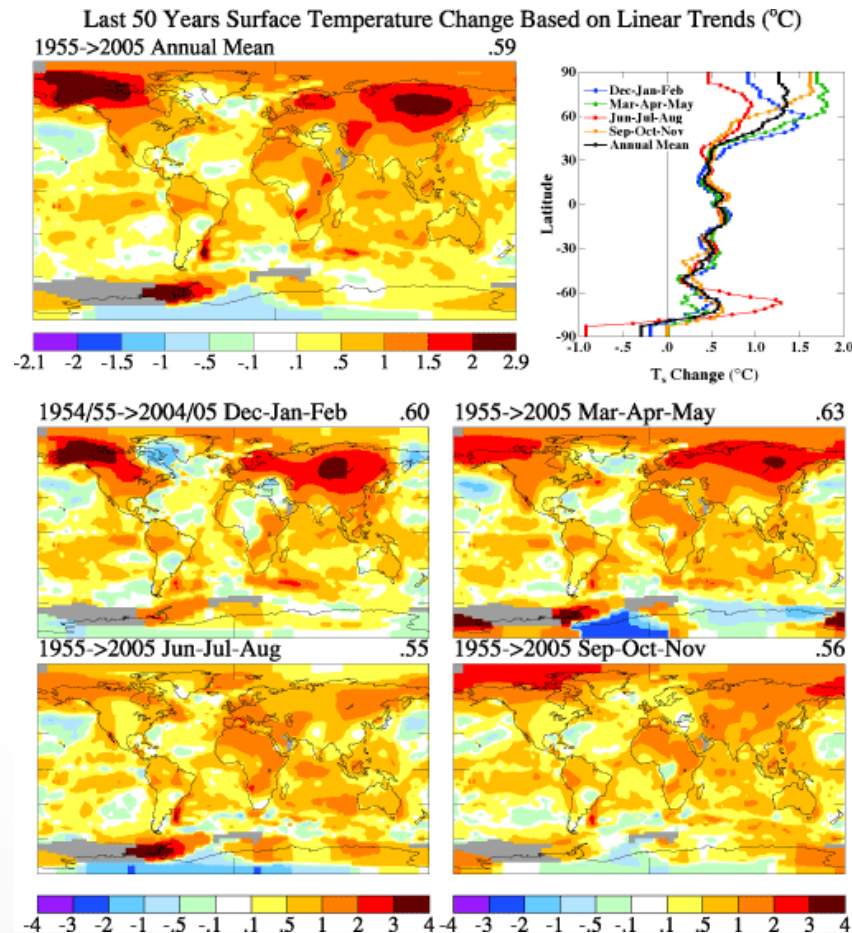 Last 50 Years Surface Temperature Change Based on Linear Trends (°C)
1955->2005 Annual Mean .59
-2.1 -2 -1.5 -1 -.5 -.1 .1 .5 1 1.5 2 2.9
90
60
30
0
-30
-60
-90
Latitude
Dec-Jan-Feb
Mar-Apr-May
Jun-Jul-Aug
Sep-Oct-Nov
Annual Mean
-1.0 -.5 0 .5 1.0 1.5 2.0
Ts Change (°C)
1954/55->2004/05 Dec-Jan-Feb .60
1955->2005 Mar-Apr-May .63
1955->2005 Jun-Jul-Aug .55
1955->2005 Sep-Oct-Nov .56
-4 -3 -2 -1 -.5 -.1 .1 .5 1 2 3 4
-4 -3 -2 -1 -.5 -.1 .1 .5 1 2 3 4